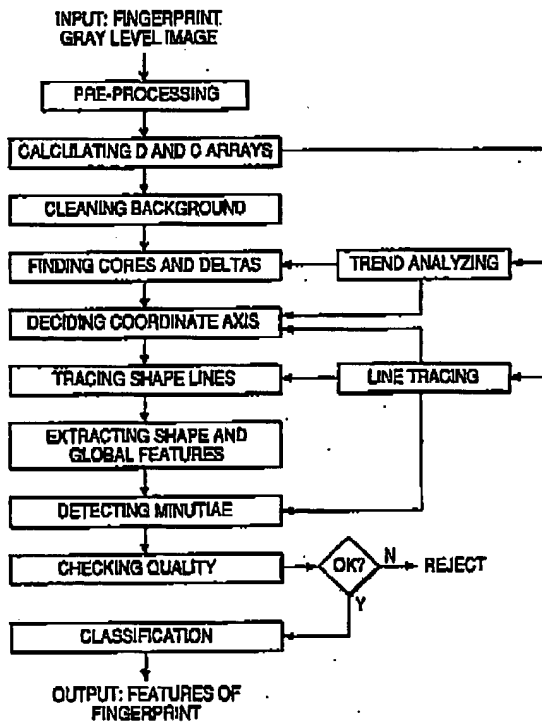 INPUT: FINGERPRINT
GRAY LEVEL IMAGE
PRE-PROCESSING
CALCULATING D AND C ARRAYS
CLEANING BACKGROUND
FINDING CORES AND DELTAS
TREND ANALYZING
DECIDING COORDINATE AXIS
TRACING SHAPE LINES
LINE TRACING
EXTRACTING SHAPE AND
GLOBAL FEATURES
DETECTING MINUTIAE
CHECKING QUALITY
OK?
N
REJECT
Y
CLASSIFICATION
OUTPUT: FEATURES OF
FINGERPRINT